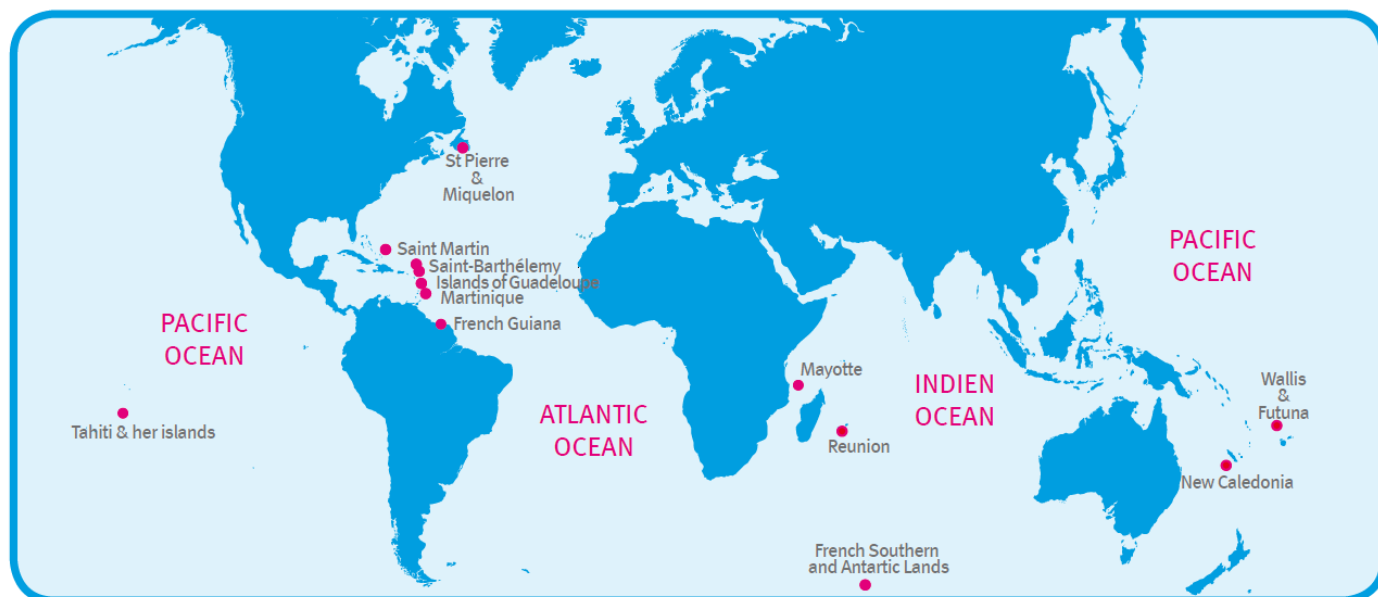 St Pierre
&
Miquelon
Saint Martin
Saint-Barthélemy
Islands of Guadeloupe
Martinique
French Guiana
PACIFIC
OCEAN
PACIFIC
OCEAN
Tahiti & her islands
ATLANTIC
OCEAN
Mayotte
Reunion
INDIEN
OCEAN
Wallis
&
Futuna
New Caledonia
French Southern
and Antartic Lands